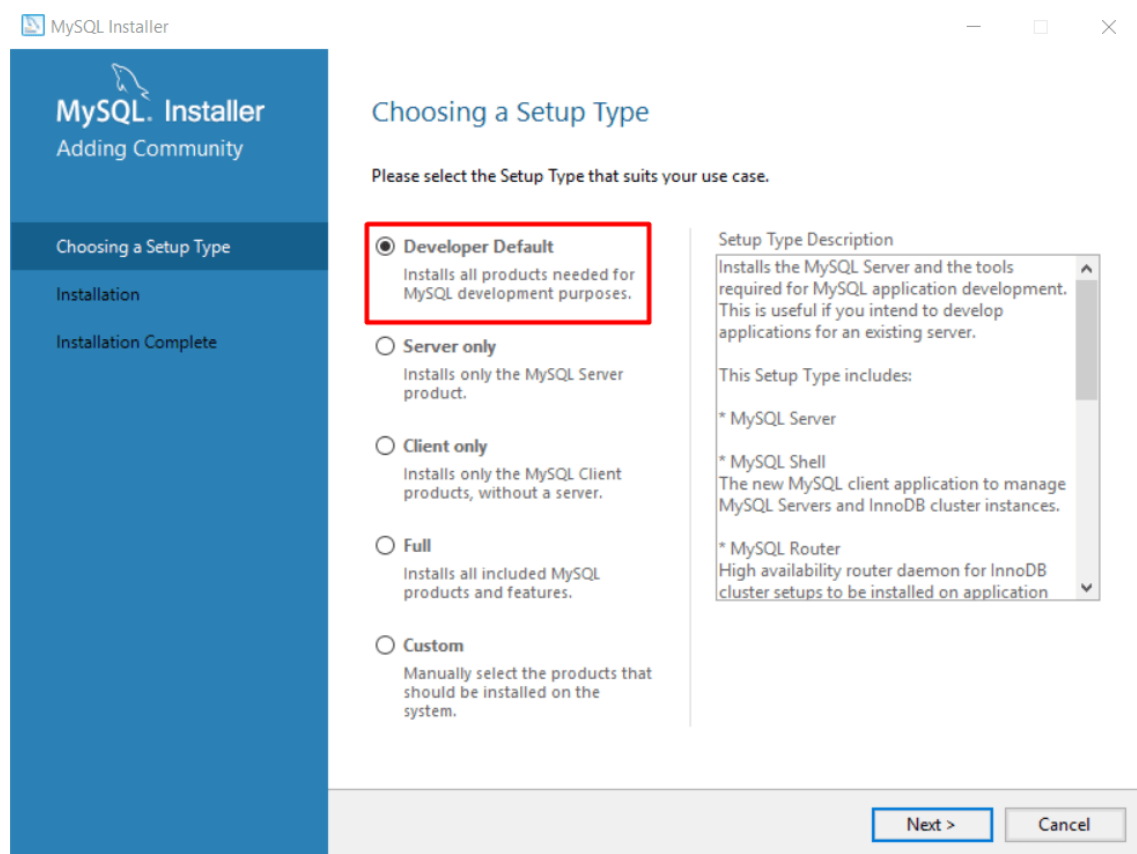 MySQL Installer
MySQL. Installer
Adding Community
Choosing a Setup Type
Installation
Installation Complete
Choosing a Setup Type
Please select the Setup Type that suits your use case.
Developer Default
Installs all products needed for
MySQL development purposes.
Server only
Installs only the MySQL Server
product.
Client only
Installs only the MySQL Client
products, without a server.
Full
Installs all included MySQL
products and features.
Custom
Manually select the products that
should be installed on the
system.
Setup Type Description
Installs the MySQL Server and the tools
required for MySQL application development.
This is useful if you intend to develop
applications for an existing server.
This Setup Type includes:
* MySQL Server
* MySQL Shell
The new MySQL client application to manage
MySQL Servers and InnoDB cluster instances.
* MySQL Router
High availability router daemon for InnoDB
cluster setups to be installed on application
Next >
Cancel